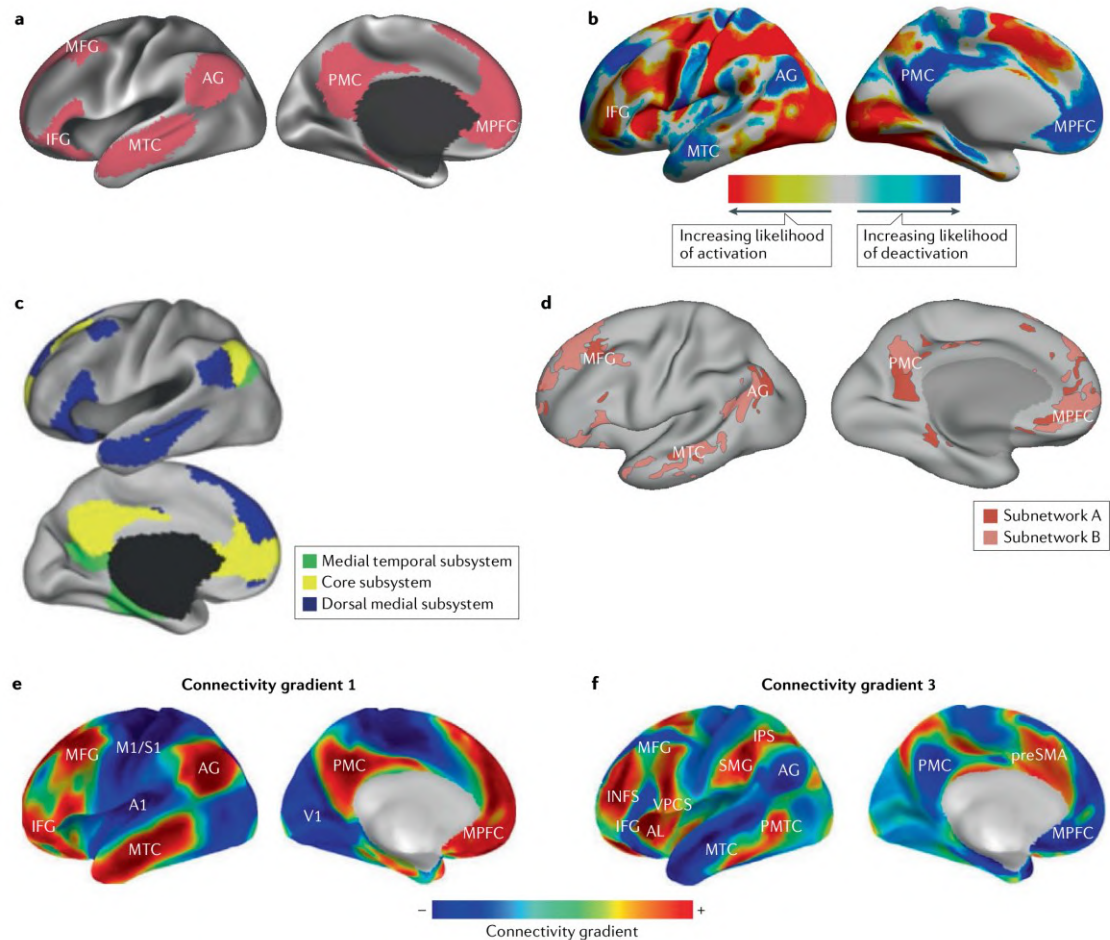 a
MFG
AG
IFG
MTC
PMC
MPFC
b
AG
IFG
MTC
PMC
MPFC
Increasing likelihood
of activation
Increasing likelihood
of deactivation
c
Medial temporal subsystem
Core subsystem
Dorsal medial subsystem
d
MFG
AG
MTC
PMC
MPFC
Subnetwork A
Subnetwork B
e
Connectivity gradient 1
MFG
M1/S1
AG
A1
IFG
MTC
PMC
V1
MPFC
f
Connectivity gradient 3
MFG
IPS
SMG
AG
INFS
VPCS
IFG
AL
PMTC
MTC
PMC
preSMA
MPFC
– +
Connectivity gradient